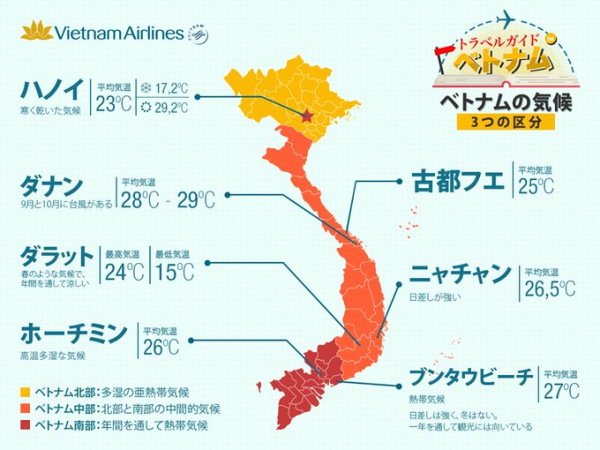 Vietnam Airlines
トラベルガイド
ベトナム
ベトナムの気候
3つの区分
ハノイ
寒く乾いた気候
平均気温
23℃
17,2℃
29,2℃
ダナン
9月と10月に台風がある
平均気温
28℃ - 29℃
古都フエ
平均気温
25℃
ダラット
春のような気候で、
年間を通して涼しい
最高気温
24℃
最低気温
15℃
ニャチャン
日差しが強い
平均気温
26,5℃
ホーチミン
高温多湿な気候
平均気温
26℃
ブンタウビーチ
熱帯気候
平均気温
27℃
日差しは強く、冬はない。
一年を通して観光には向いている
ベトナム北部:多湿の亜熱帯気候
ベトナム中部:北部と南部の中間的気候
ベトナム南部:年間を通して熱帯気候